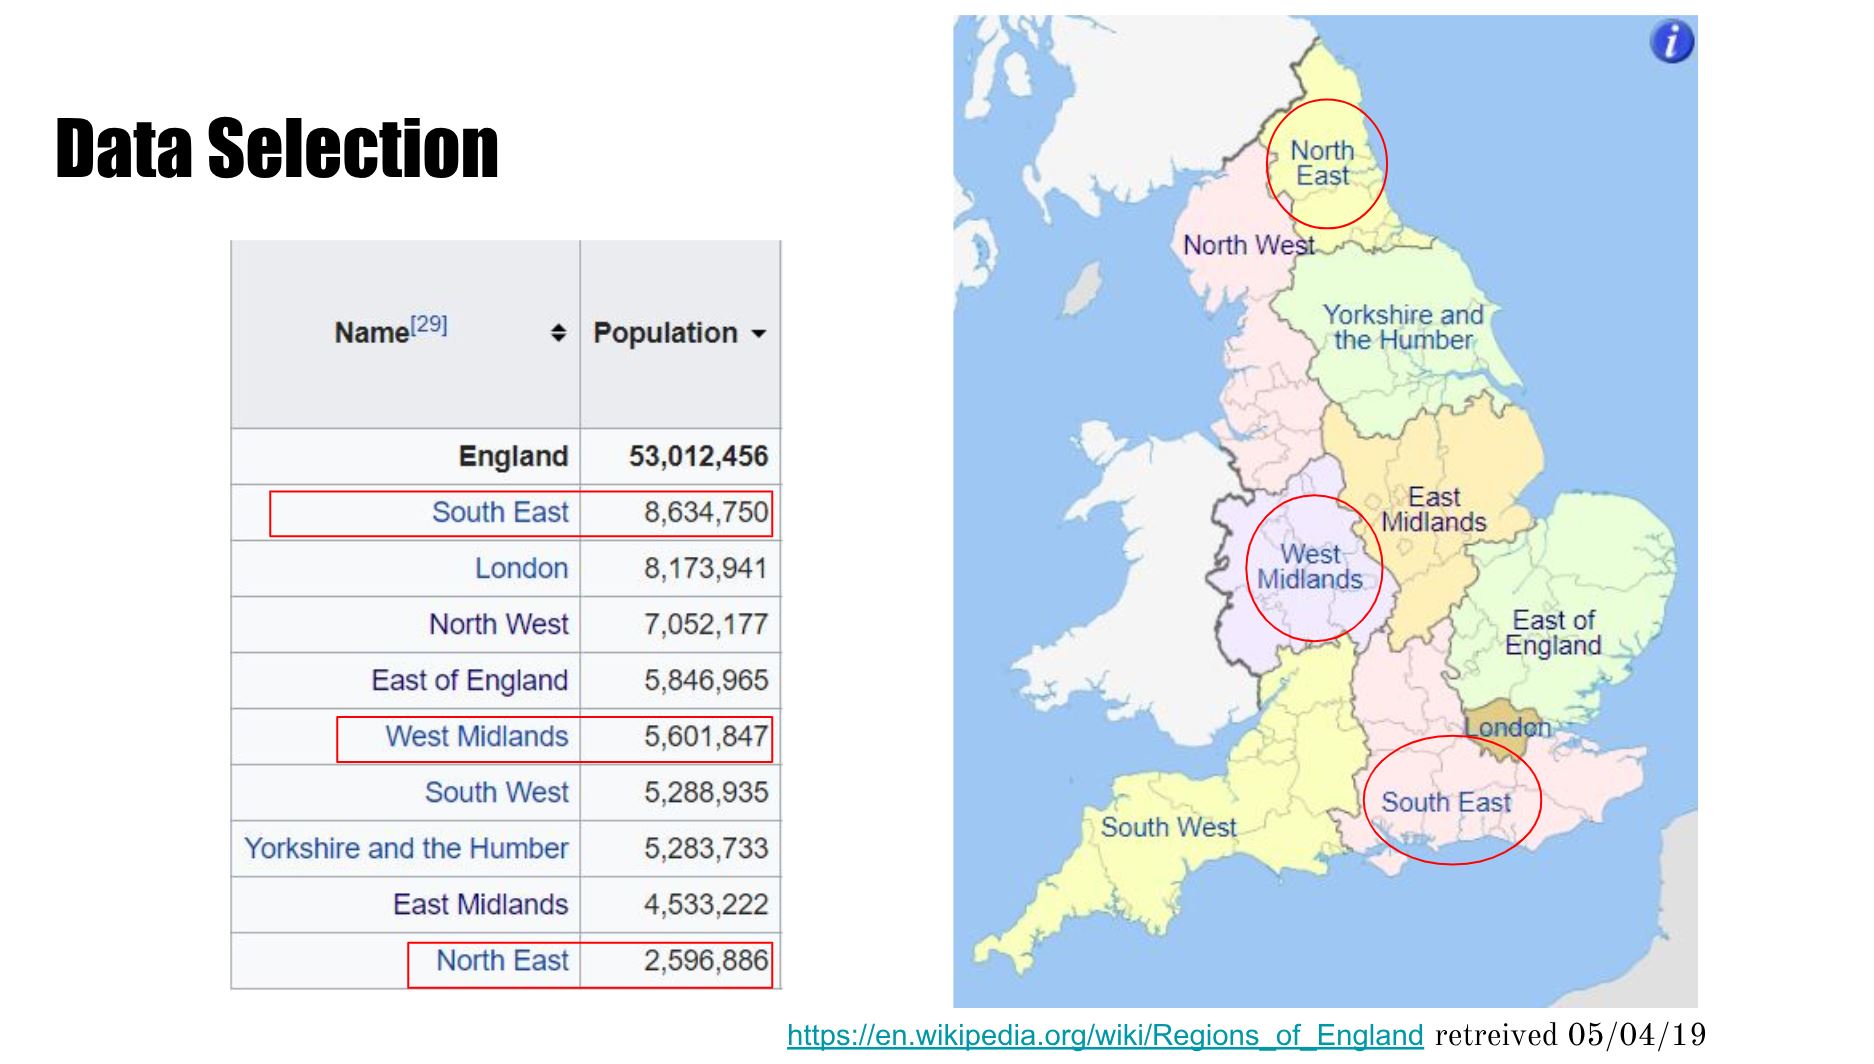 Data Selection
Name[29] Population
England 53,012,456
South East 8,634,750
London 8,173,941
North West 7,052,177
East of England 5,846,965
West Midlands 5,601,847
South West 5,288,935
Yorkshire and the Humber 5,283,733
East Midlands 4,533,222
North East 2,596,886
i
North
East
North West
Yorkshire and
the Humber
East
Midlands
West
Midlands
East of
England
London
South East
South West
https://en.wikipedia.org/wiki/Regions_of_England retreived 05/04/19